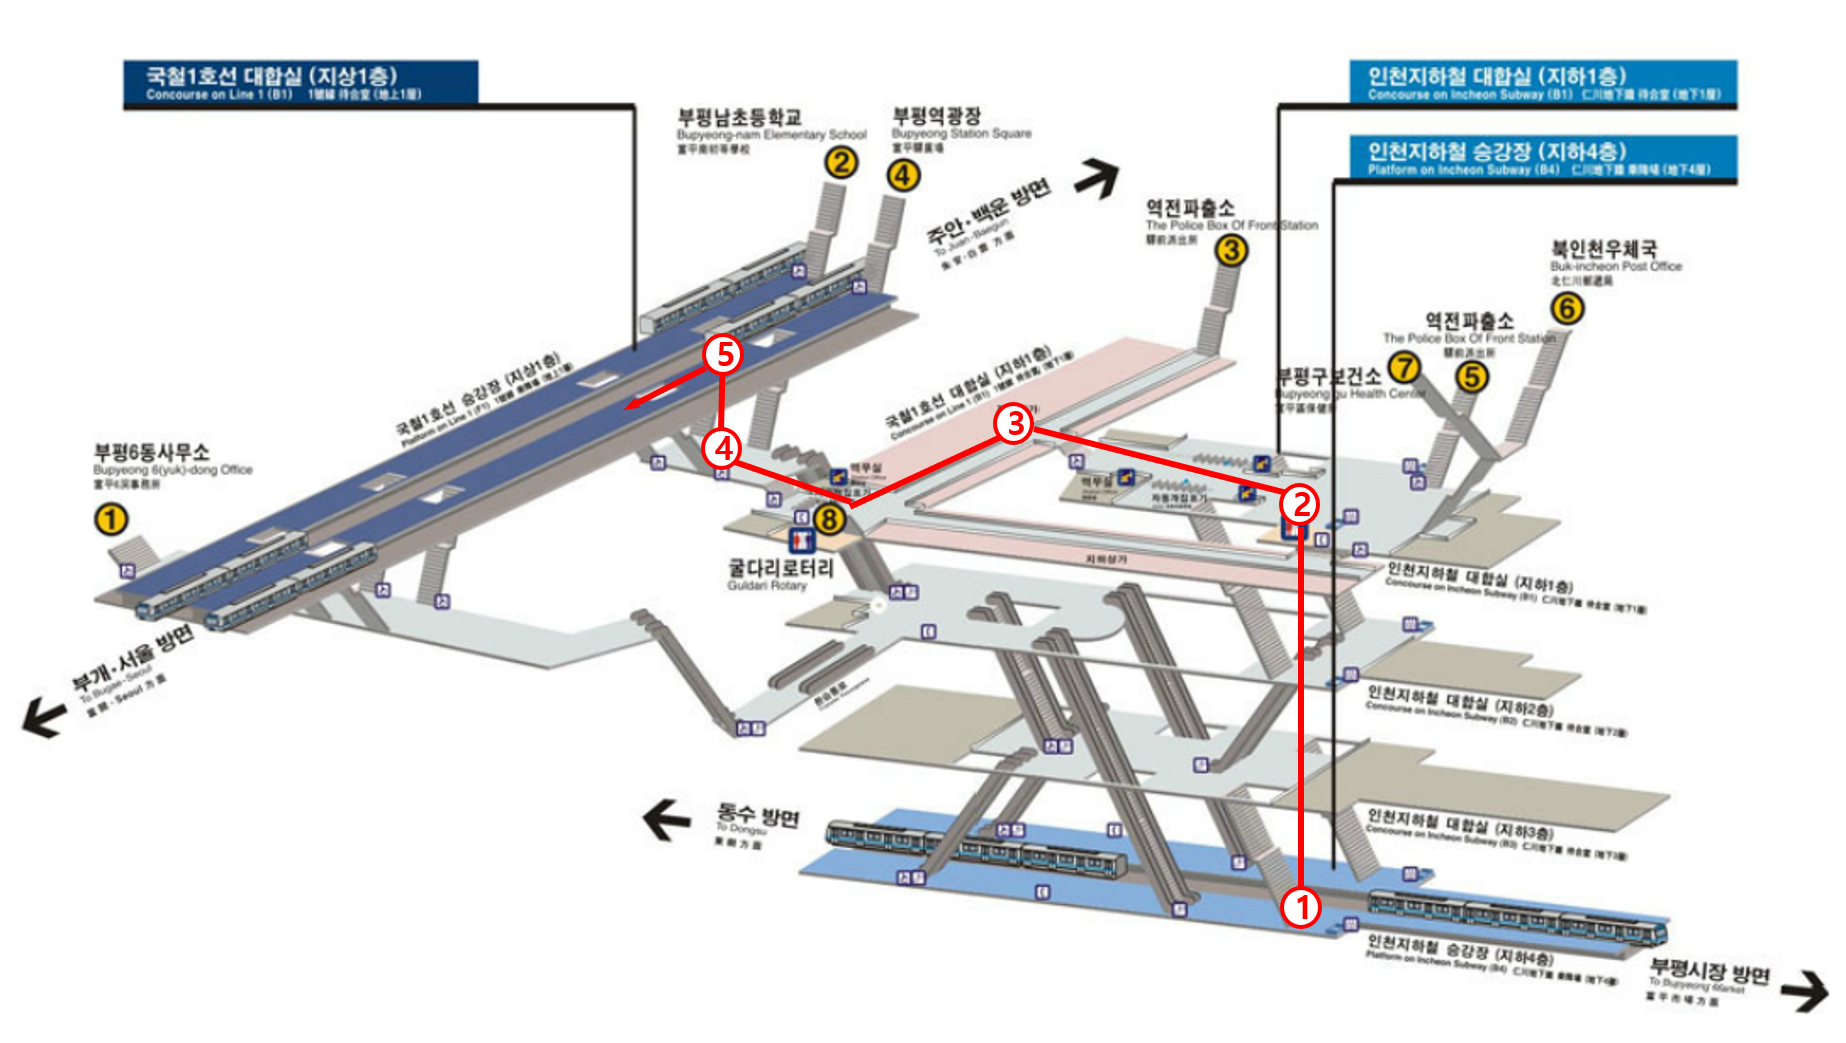 국철1호선 대합실 (지상1층)
Concourse on Line 1 (B1) 1號線 待合室 (地上1層)
인천지하철 대합실 (지하1층)
Concourse on Incheon Subway (B1) 仁川地下鐵 待合室 (地下1層)
인천지하철 승강장 (지하4층)
Platform on Incheon Subway (B4) 仁川地下鐵 乘降場 (地下4層)
부평남초등학교
Bupyeong-nam Elementary School
富平南初等學校
2
부평역광장
Bupyeong Station Square
富平驛廣場
4
주안·백운 방면
To Juan·Baegun
朱安·白雲 方面
역전파출소
The Police Box Of Front Station
驛前派出所
3
북인천우체국
Buk-incheon Post Office
北仁川郵遞局
6
역전파출소
The Police Box Of Front Station
驛前派出所
7
5
부평구보건소
Bupyeong gu Health Center
富平區保健所
국철1호선 승강장 (지상1층)
Platform on Line 1 (F1) 1號線 乘降場 (地上1層)
국철1호선 대합실 (지하1층)
Concourse on Line 1 (B1) 1號線 待合室 (地下1層)
5
3
4
2
1
부평6동사무소
Bupyeong 6(yuk)-dong Office
富平6洞事務所
1
역무실
Station Office
8
굴다리로터리
Guldari Rotary
역무실
Station Office
자동개집표기
지하상가
환승통로
부개·서울 방면
To Bugae·Seoul
富開·Seoul 方面
인천지하철 대합실 (지하1층)
Concourse on Incheon Subway (B1) 仁川地下鐵 待合室 (地下1層)
인천지하철 대합실 (지하2층)
Concourse on Incheon Subway (B2) 仁川地下鐵 待合室 (地下2層)
인천지하철 대합실 (지하3층)
Concourse on Incheon Subway (B3) 仁川地下鐵 待合室 (地下3層)
동수 방면
To Dongsu
東樹方面
인천지하철 승강장 (지하4층)
Platform on Incheon Subway (B4) 仁川地下鐵 乘降場 (地下4層)
부평시장 방면
To Bupyeong Market
富平市場方面